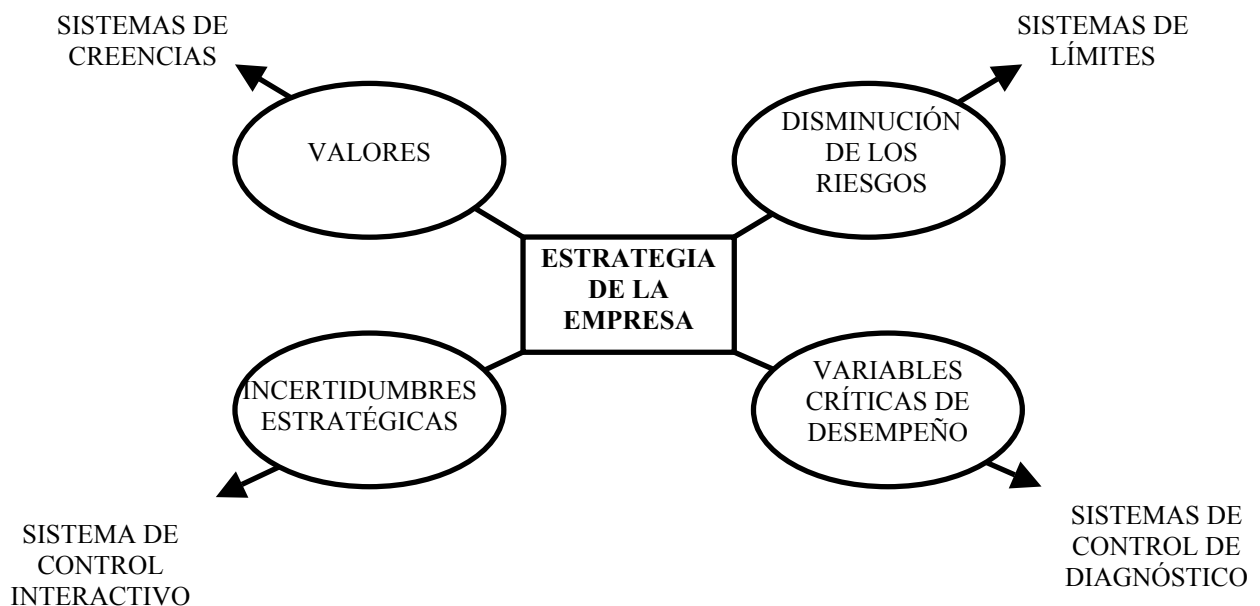 SISTEMAS DE
CREENCIAS
SISTEMAS DE
LÍMITES
VALORES
DISMINUCIÓN
DE LOS
RIESGOS
ESTRATEGIA
DE LA
EMPRESA
INCERTIDUMBRES
ESTRATÉGICAS
VARIABLES
CRÍTICAS DE
DESEMPEÑO
SISTEMA DE
CONTROL
INTERACTIVO
SISTEMAS DE
CONTROL DE
DIAGNÓSTICO